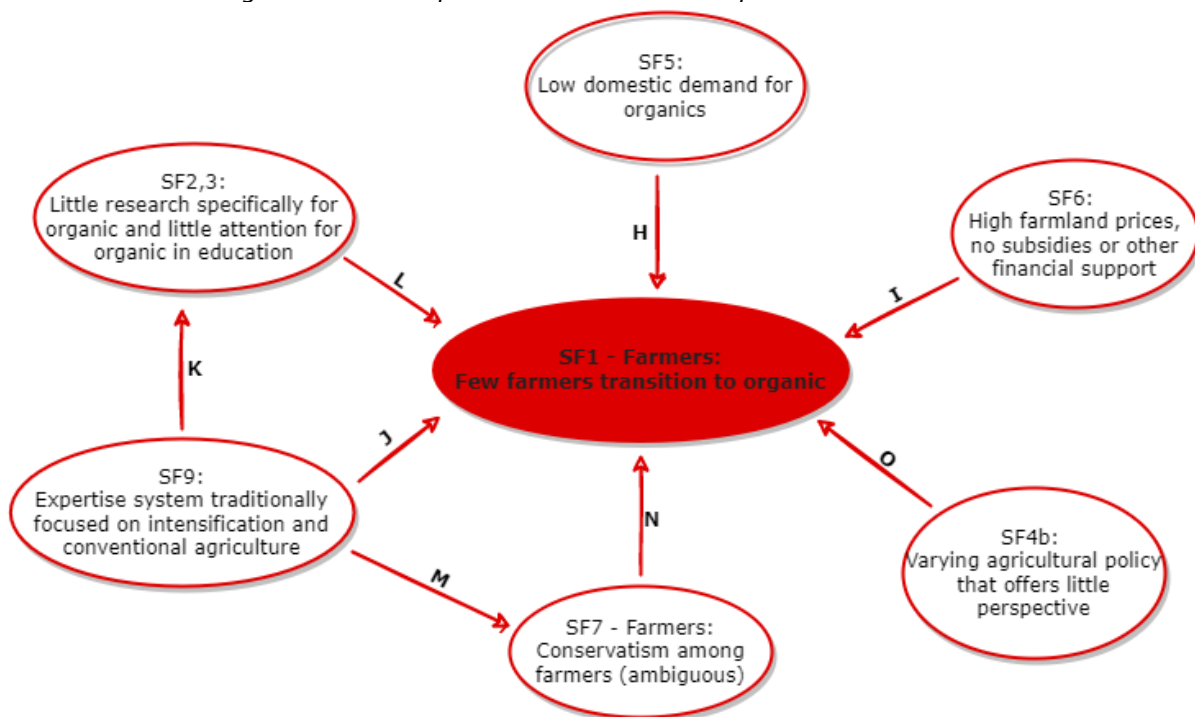 SF5:
Low domestic demand for
organics
SF2,3:
Little research specifically for
organic and little attention for
organic in education
SF6:
High farmland prices,
no subsidies or other
financial support
H
L
I
SF1 - Farmers:
Few farmers transition to organic
K
J
SF9:
Expertise system traditionally
focused on intensification and
conventional agriculture
O
N
M
SF4b:
Varying agricultural policy
that offers little
perspective
SF7 - Farmers:
Conservatism among
farmers (ambiguous)